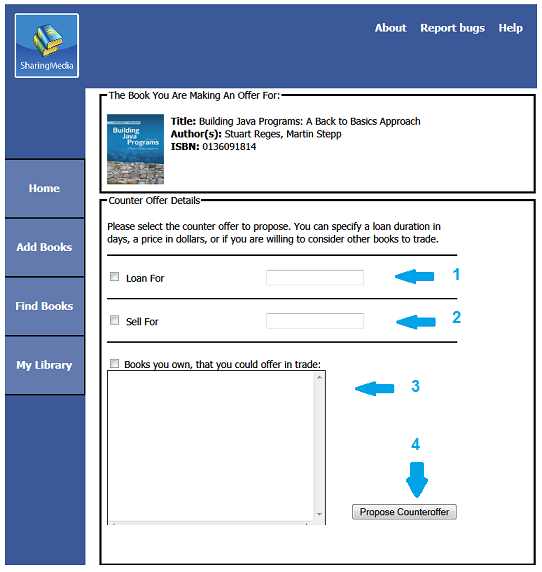 About Report bugs Help
SharingMedia
The Book You Are Making An Offer For:
Building
Java
Programs
Title: Building Java Programs: A Back to Basics Approach
Author(s): Stuart Reges, Martin Stepp
ISBN: 0136091814
Home
Add Books
Find Books
My Library
Counter Offer Details
Please select the counter offer to propose. You can specify a loan duration in
days, a price in dollars, or if you are willing to consider other books to trade.
Loan For 1
Sell For 2
Books you own, that you could offer in trade:
3
4
Propose Counteroffer